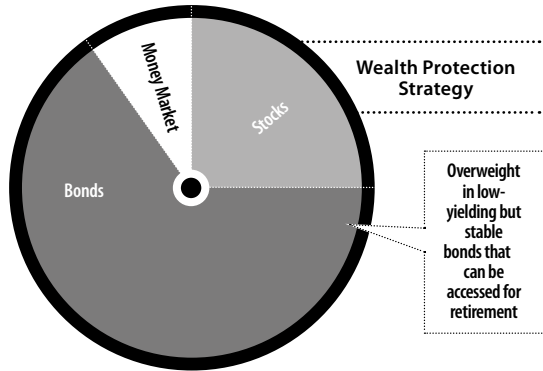 Money Market
Stocks
Bonds
Wealth Protection
Strategy
Overweight
in low-
yielding but
stable
bonds that
can be
accessed for
retirement